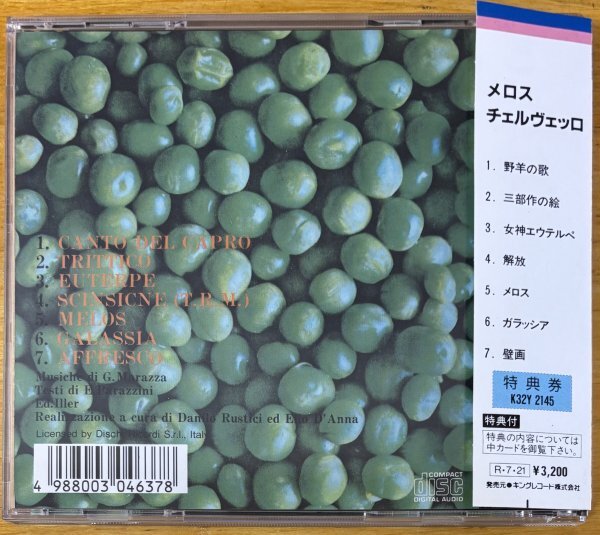 1. CANTO DEL CAPRO
2. TRITTICO
3. EUTERPE
4. SCINSICNE (T.R.M.)
5. MELOS
6. GALASSIA
7. AFFRESCO
Musiche di G. Marazza
Testi di E. Parazzini
Ed. Iller
Realizzazione a cura di Danilo Rustici ed Elio D'Anna
Licensed by Dischi Ricordi S.r.l., Italy
4 988003 046378
COMPACT
disc
DIGITAL AUDIO
メロス
チェルヴェッロ
1. 野羊の歌
2. 三部作の絵
3. 女神エウテルペ
4. 解放
5. メロス
6. ガラッシア
7. 壁画
特典券
K32Y 2145
特典付
特典の内容については
中カードを御覧下さい。
R・7・21 ¥3,200
発売元●キングレコード株式会社